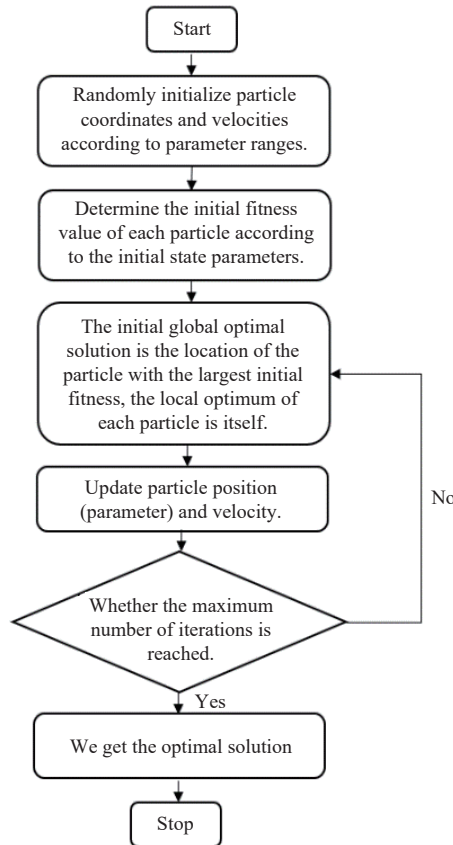 Start
Randomly initialize particle
coordinates and velocities
according to parameter ranges.
Determine the initial fitness
value of each particle according
to the initial state parameters.
The initial global optimal
solution is the location of the
particle with the largest initial
fitness, the local optimum of
each particle is itself.
Update particle position
(parameter) and velocity.
No
Whether the maximum
number of iterations is
reached.
Yes
We get the optimal solution
Stop